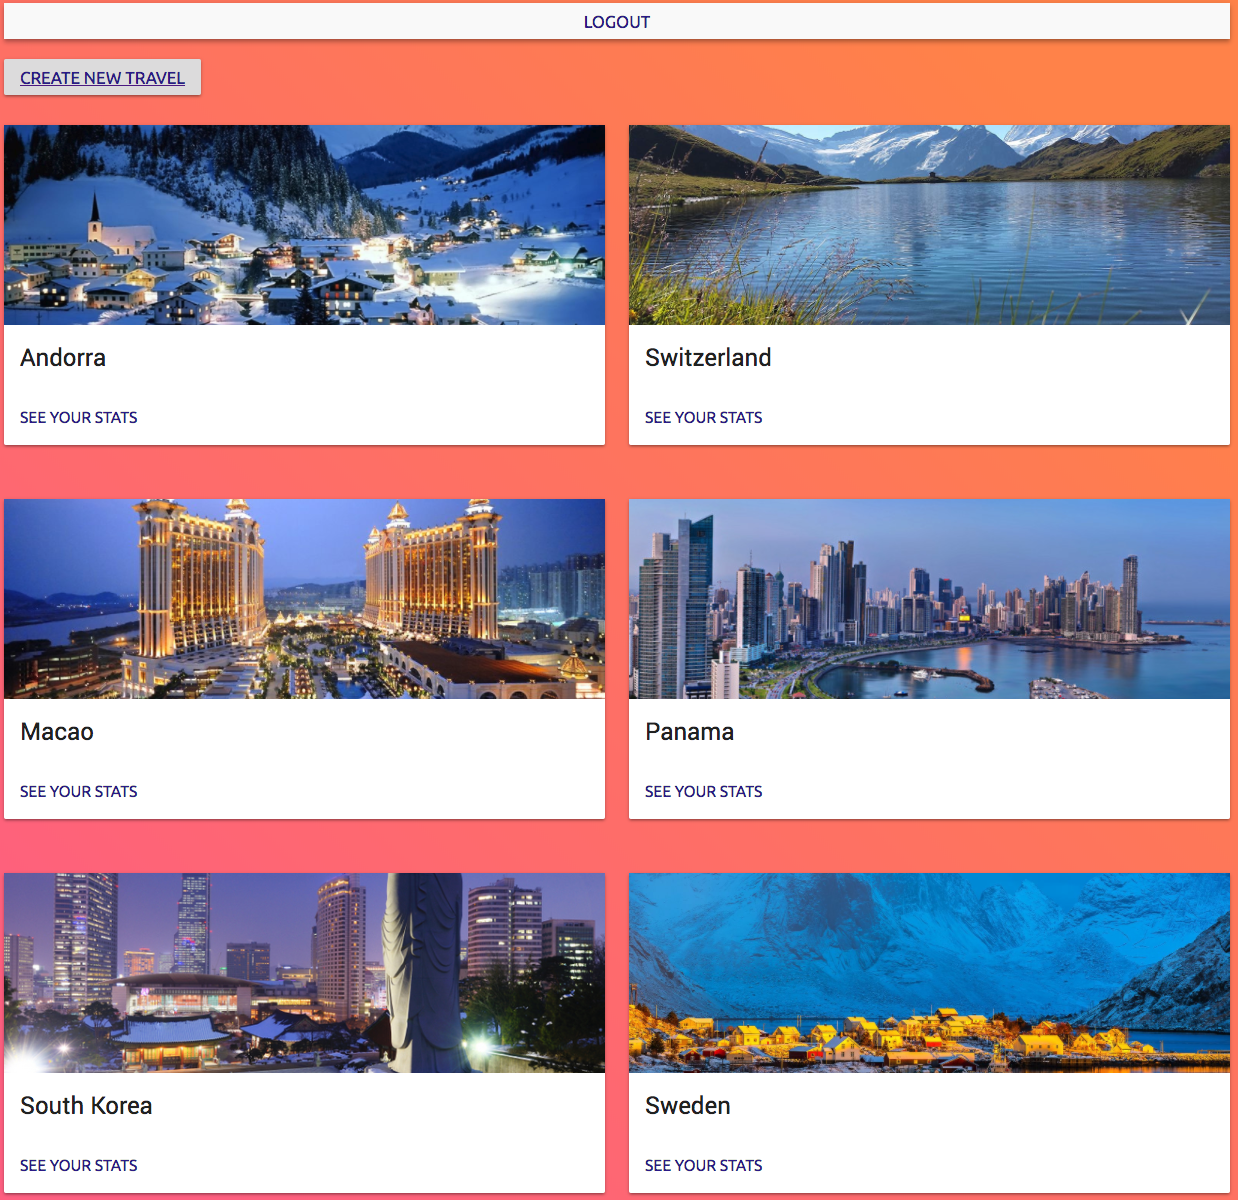 LOGOUT
CREATE NEW TRAVEL
Andorra
SEE YOUR STATS
Switzerland
SEE YOUR STATS
Macao
SEE YOUR STATS
Panama
SEE YOUR STATS
South Korea
SEE YOUR STATS
Sweden
SEE YOUR STATS